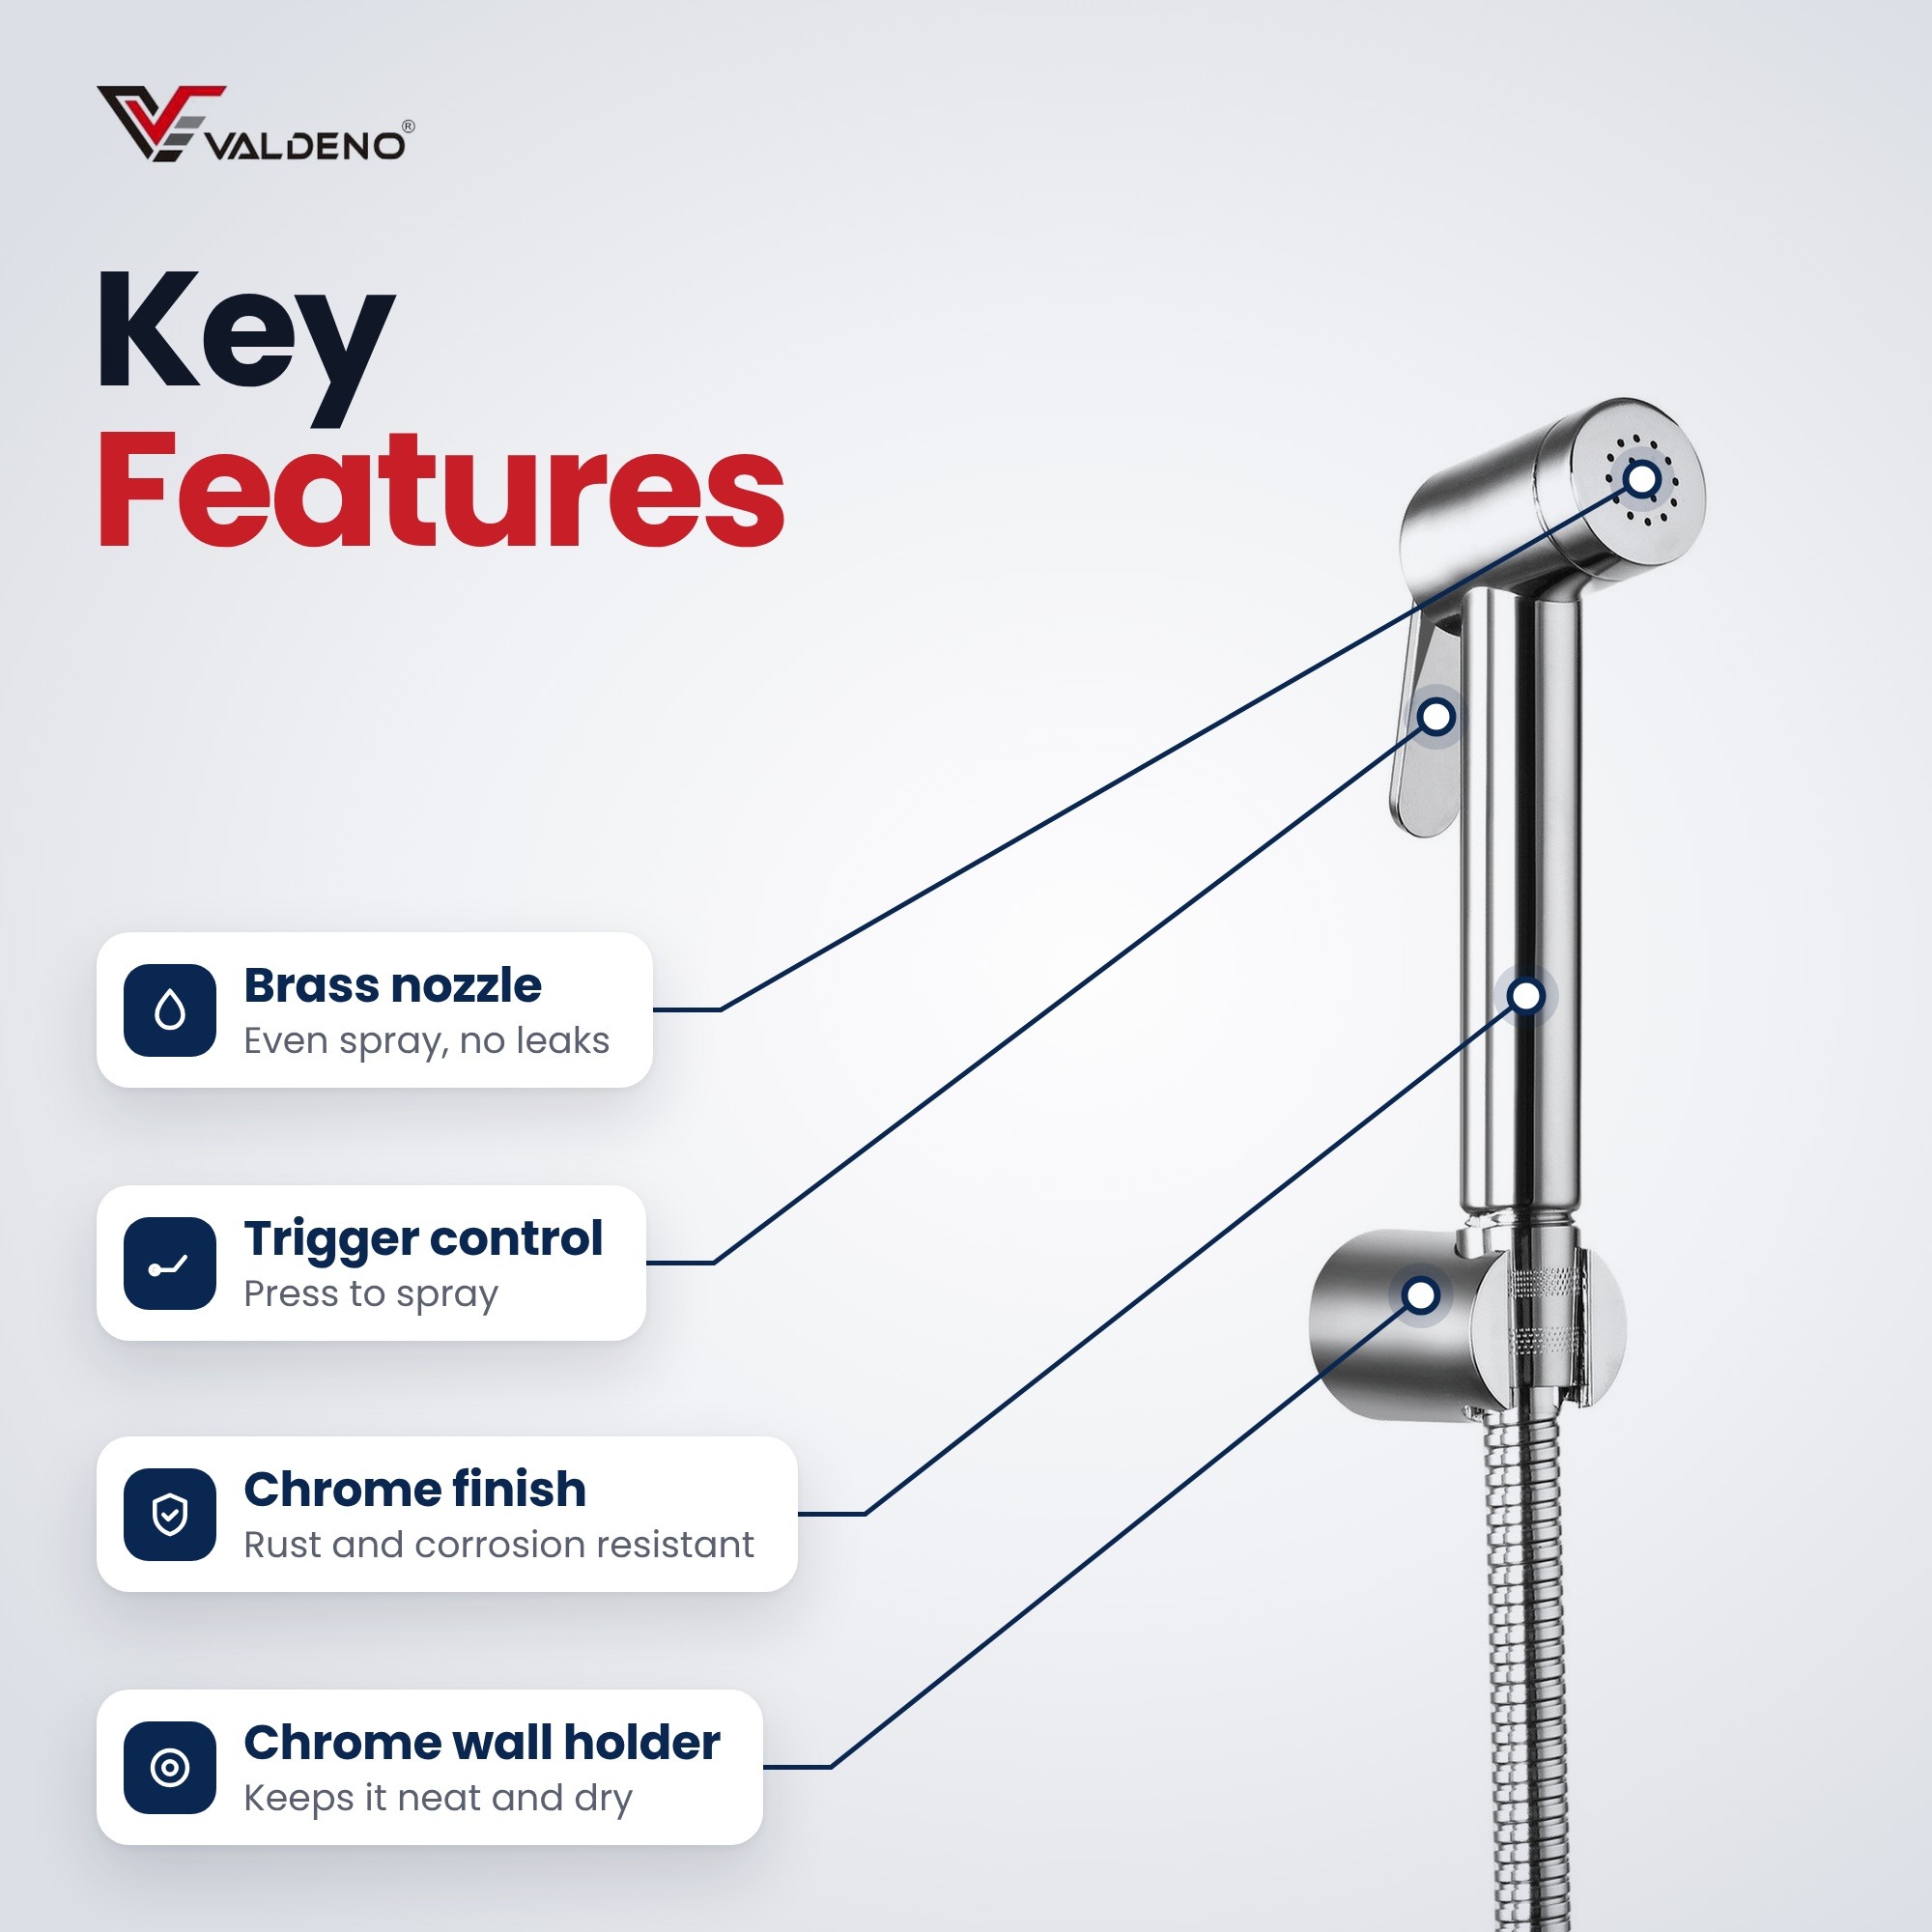 VALDENO®
Key
Features
Brass nozzle
Even spray, no leaks
Trigger control
Press to spray
Chrome finish
Rust and corrosion resistant
Chrome wall holder
Keeps it neat and dry